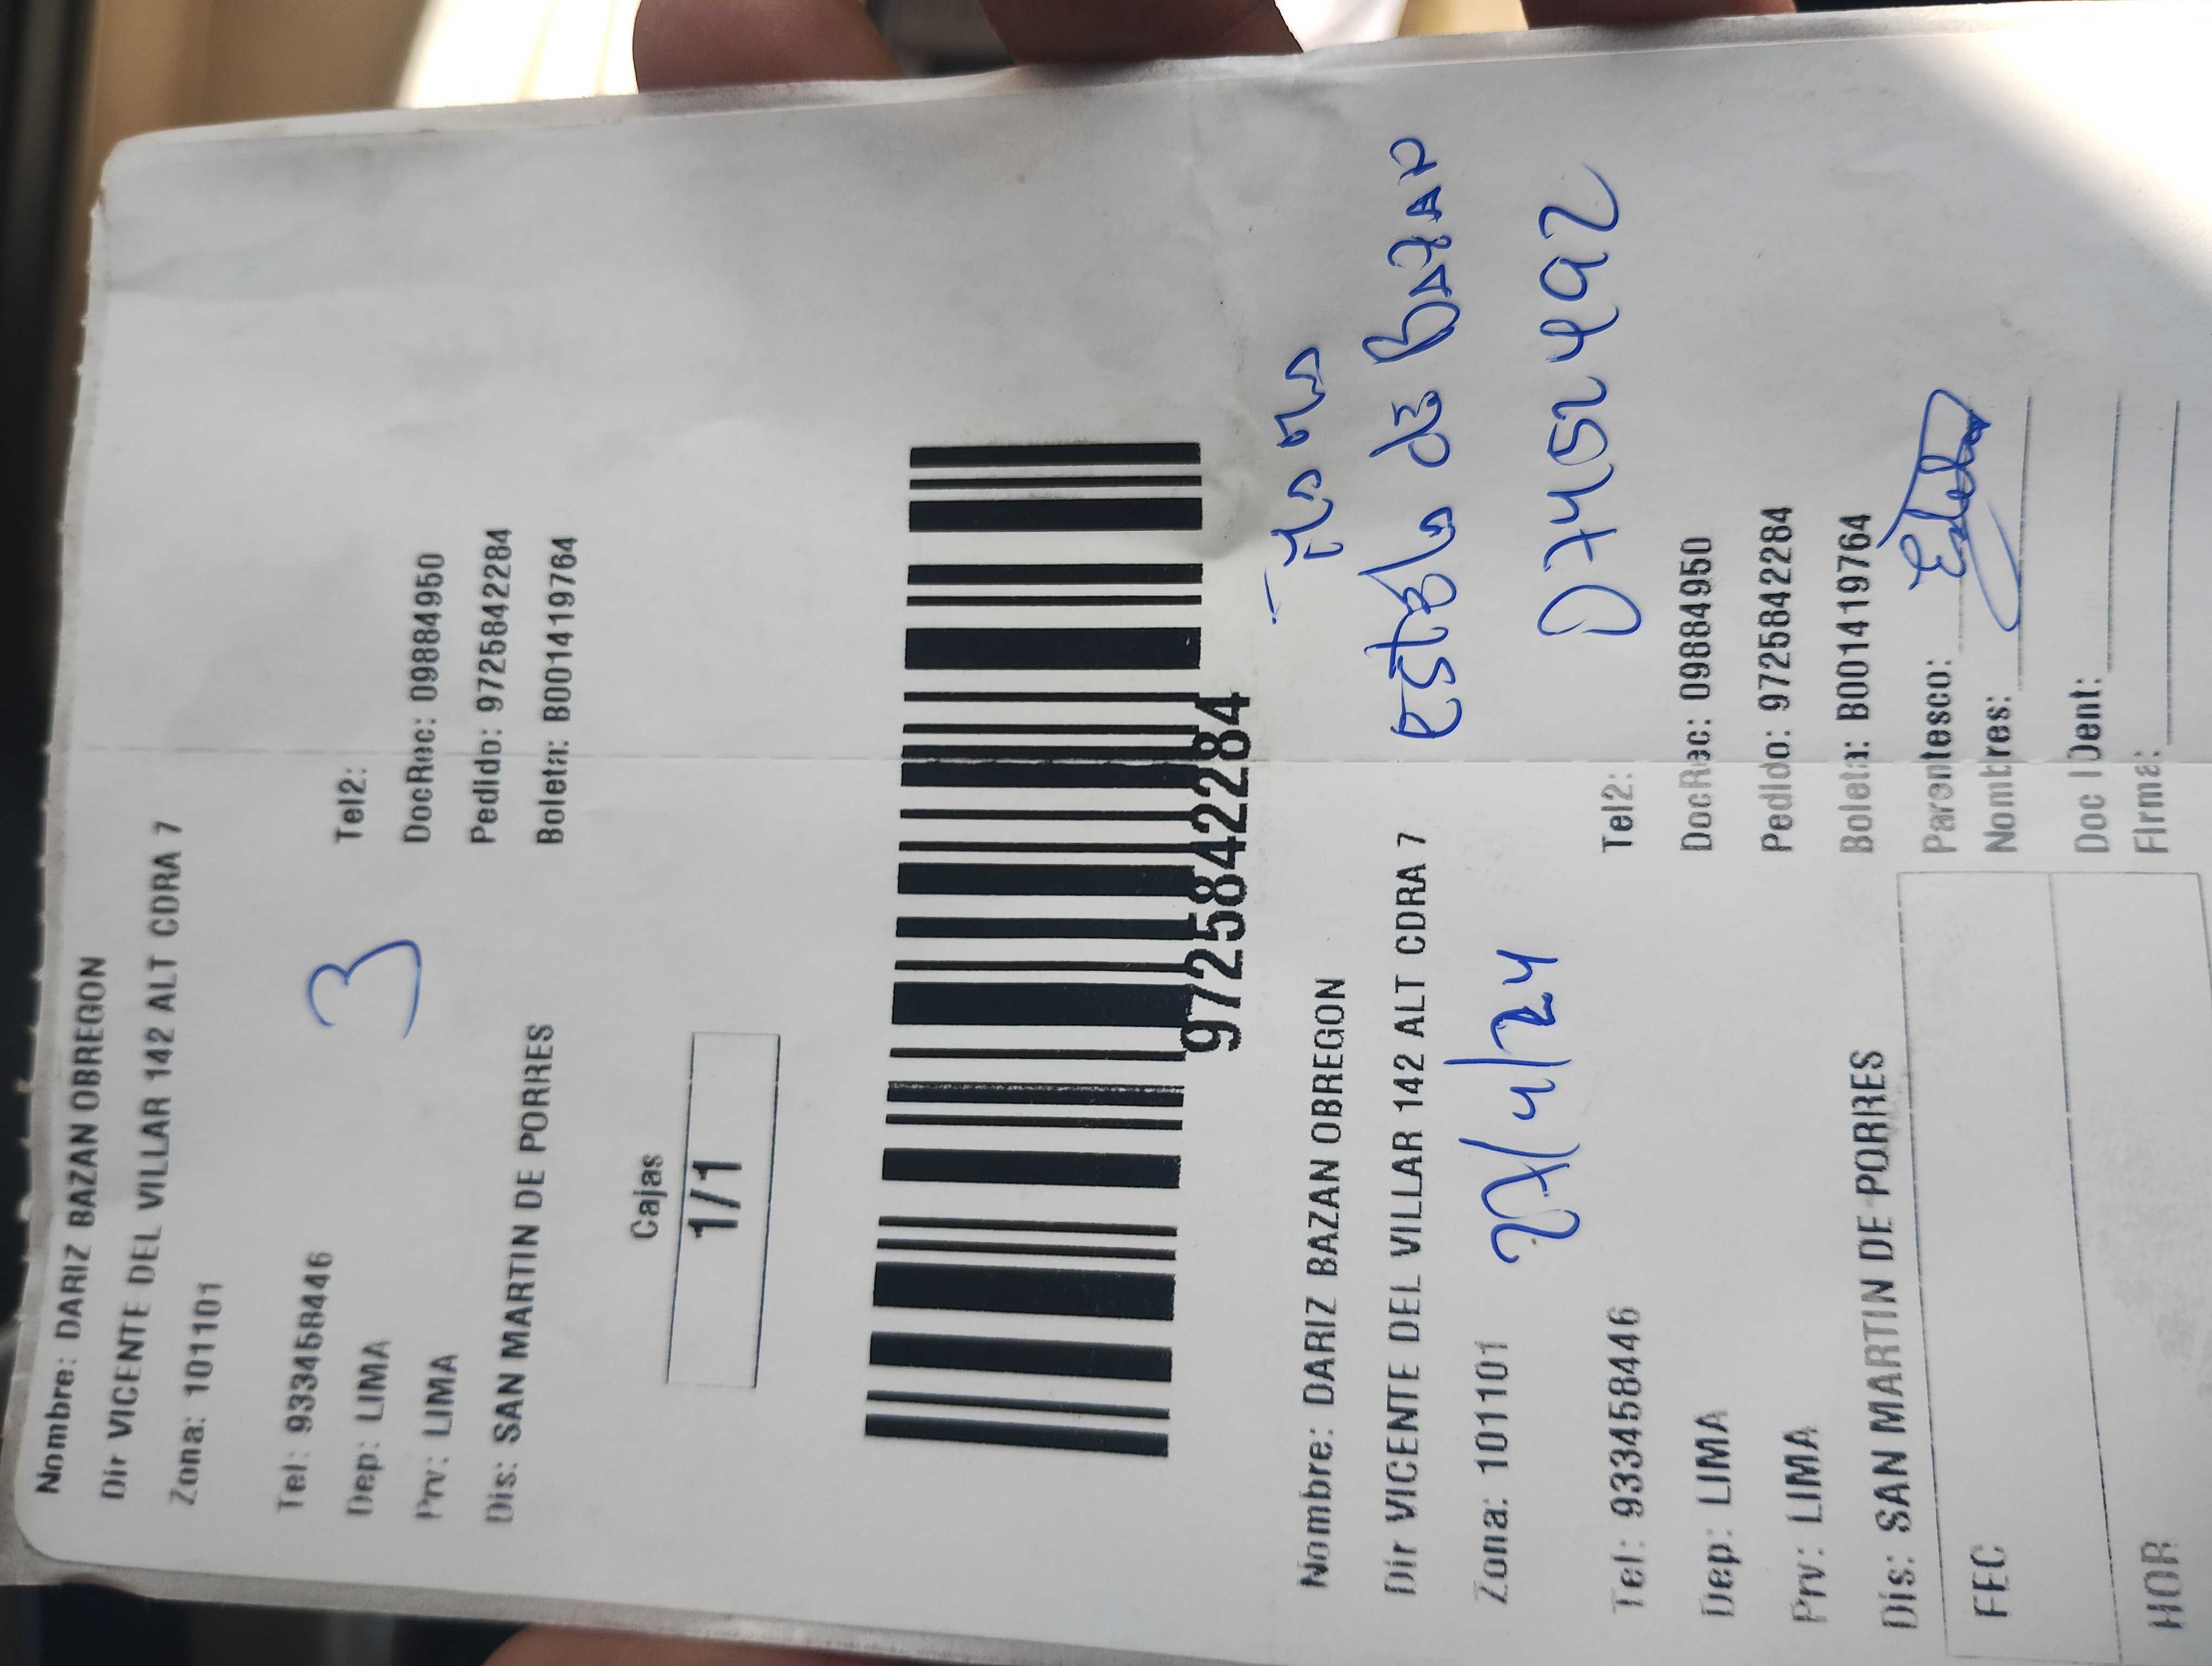 Nombre: DARIZ BAZAN OBREGON
Dir VICENTE DEL VILLAR 142 ALT CDRA 7
Zona: 101101
Tel: 933458446
Tel2:
3
Dep: LIMA
DocRec: 09884950
Prv: LIMA
Pedido: 9725842284
Dis: SAN MARTIN DE PORRES
Boleta: B001419764
Cajas
1/1
9725842284
Nombre: DARIZ BAZAN OBREGON
Dir VICENTE DEL VILLAR 142 ALT CDRA 7
Zona: 101101
27/4/24
Tel: 933458446
Tel2:
Dep: LIMA
DocRec: 09884950
Prv: LIMA
Pedido: 9725842284
Dis: SAN MARTIN DE PORRES
Boleta: B001419764
FEC
Parentesco:
Nombres:
HOR
Doc IDent:
Firma: